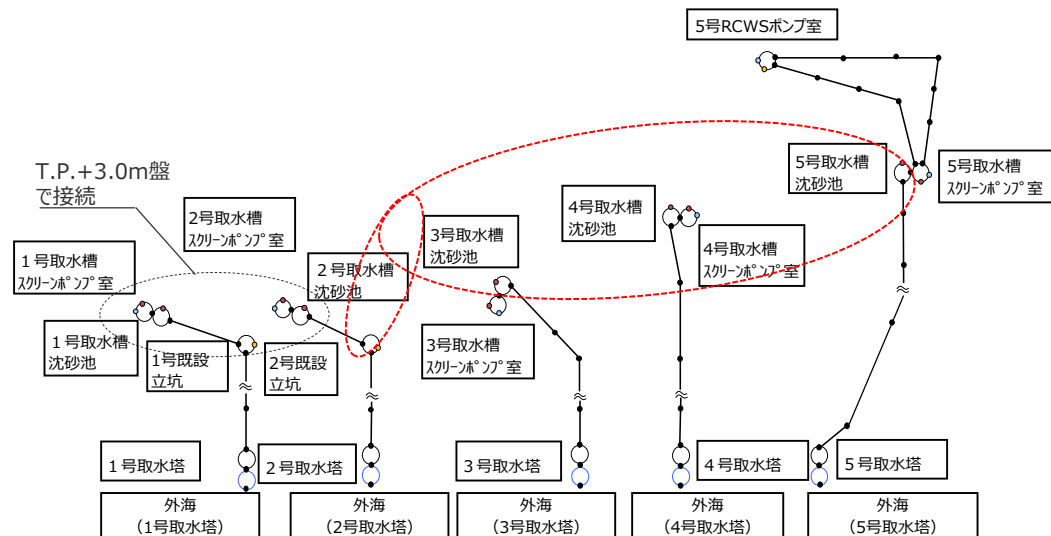 5号RCWSポンプ室
T.P.+3.0m盤
で接続
5号取水槽
沈砂池
5号取水槽
スクリーンポンプ室
2号取水槽
スクリーンポンプ室
3号取水槽
沈砂池
4号取水槽
沈砂池
4号取水槽
スクリーンポンプ室
1号取水槽
スクリーンポンプ室
2号取水槽
沈砂池
1号取水槽
沈砂池
1号既設
立坑
2号既設
立坑
3号取水槽
スクリーンポンプ室
1号取水塔
2号取水塔
3号取水塔
4号取水塔
5号取水塔
外海
(1号取水塔)
外海
(2号取水塔)
外海
(3号取水塔)
外海
(4号取水塔)
外海
(5号取水塔)